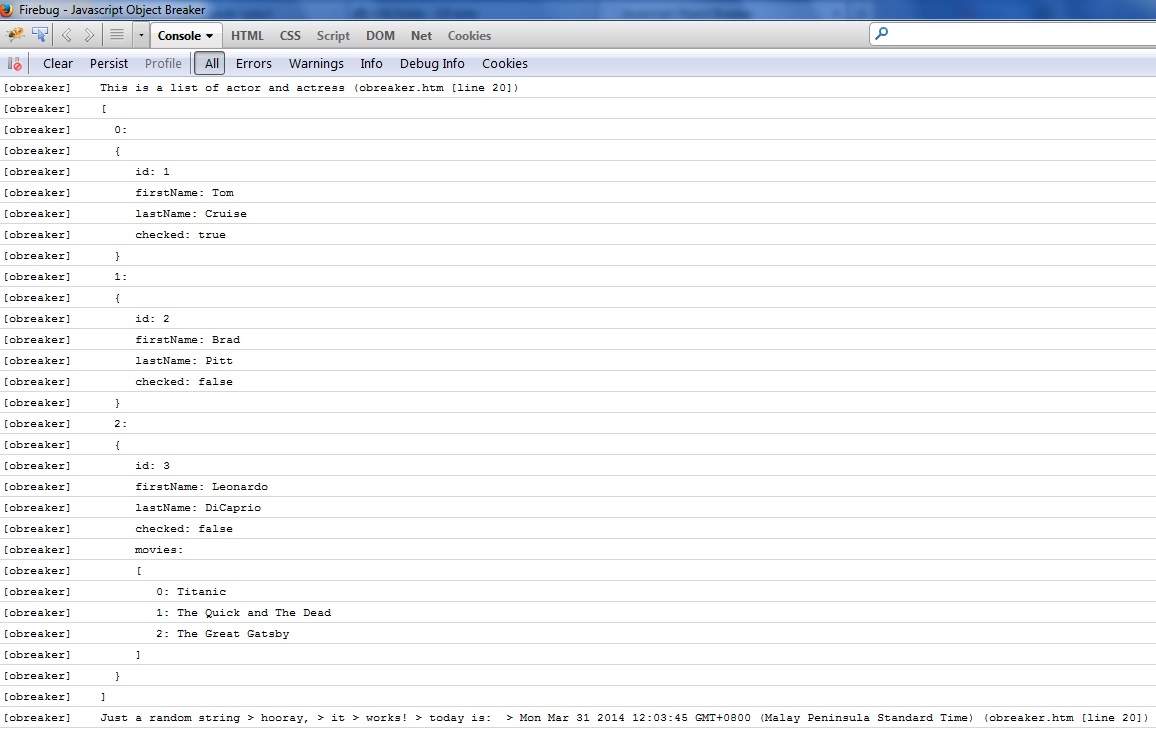 Firebug - Javascript Object Breaker
Console HTML CSS Script DOM Net Cookies
Clear Persist Profile All Errors Warnings Info Debug Info Cookies
[obreaker] This is a list of actor and actress (obreaker.htm [line 20])
[obreaker] [
[obreaker] 0:
[obreaker] {
[obreaker] id: 1
[obreaker] firstName: Tom
[obreaker] lastName: Cruise
[obreaker] checked: true
[obreaker] }
[obreaker] 1:
[obreaker] {
[obreaker] id: 2
[obreaker] firstName: Brad
[obreaker] lastName: Pitt
[obreaker] checked: false
[obreaker] }
[obreaker] 2:
[obreaker] {
[obreaker] id: 3
[obreaker] firstName: Leonardo
[obreaker] lastName: DiCaprio
[obreaker] checked: false
[obreaker] movies:
[obreaker] [
[obreaker] 0: Titanic
[obreaker] 1: The Quick and The Dead
[obreaker] 2: The Great Gatsby
[obreaker] ]
[obreaker] }
[obreaker] ]
[obreaker] Just a random string > hooray, > it > works! > today is:  > Mon Mar 31 2014 12:03:45 GMT+0800 (Malay Peninsula Standard Time) (obreaker.htm [line 20])